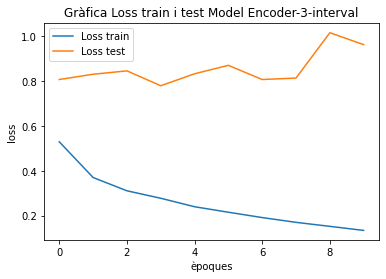 Gràfica Loss train i test Model Encoder-3-interval
Loss train
Loss test
1.0
0.8
0.6
0.4
0.2
loss
0 2 4 6 8
èpoques